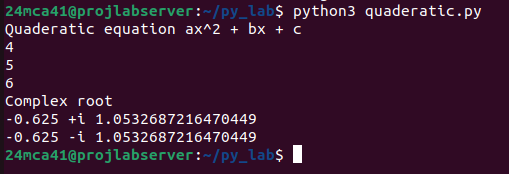 24mca41@projlabserver:~/py_lab$ python3 quaderatic.py
Quaderatic equation ax^2 + bx + c
4
5
6
Complex root
-0.625 +i 1.0532687216470449
-0.625 -i 1.0532687216470449
24mca41@projlabserver:~/py_lab$